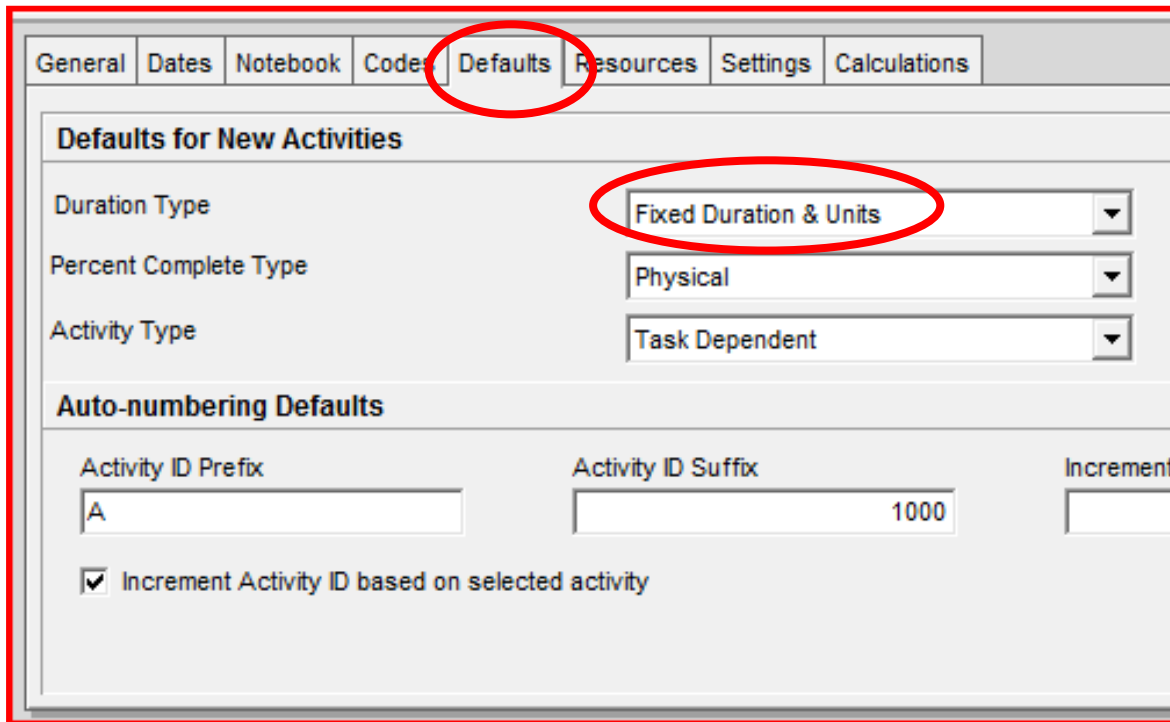 General Dates Notebook Codes Defaults Resources Settings Calculations
Defaults for New Activities
Duration Type Fixed Duration & Units
Percent Complete Type Physical
Activity Type Task Dependent
Auto-numbering Defaults
Activity ID Prefix Activity ID Suffix Increment
A 1000
Increment Activity ID based on selected activity